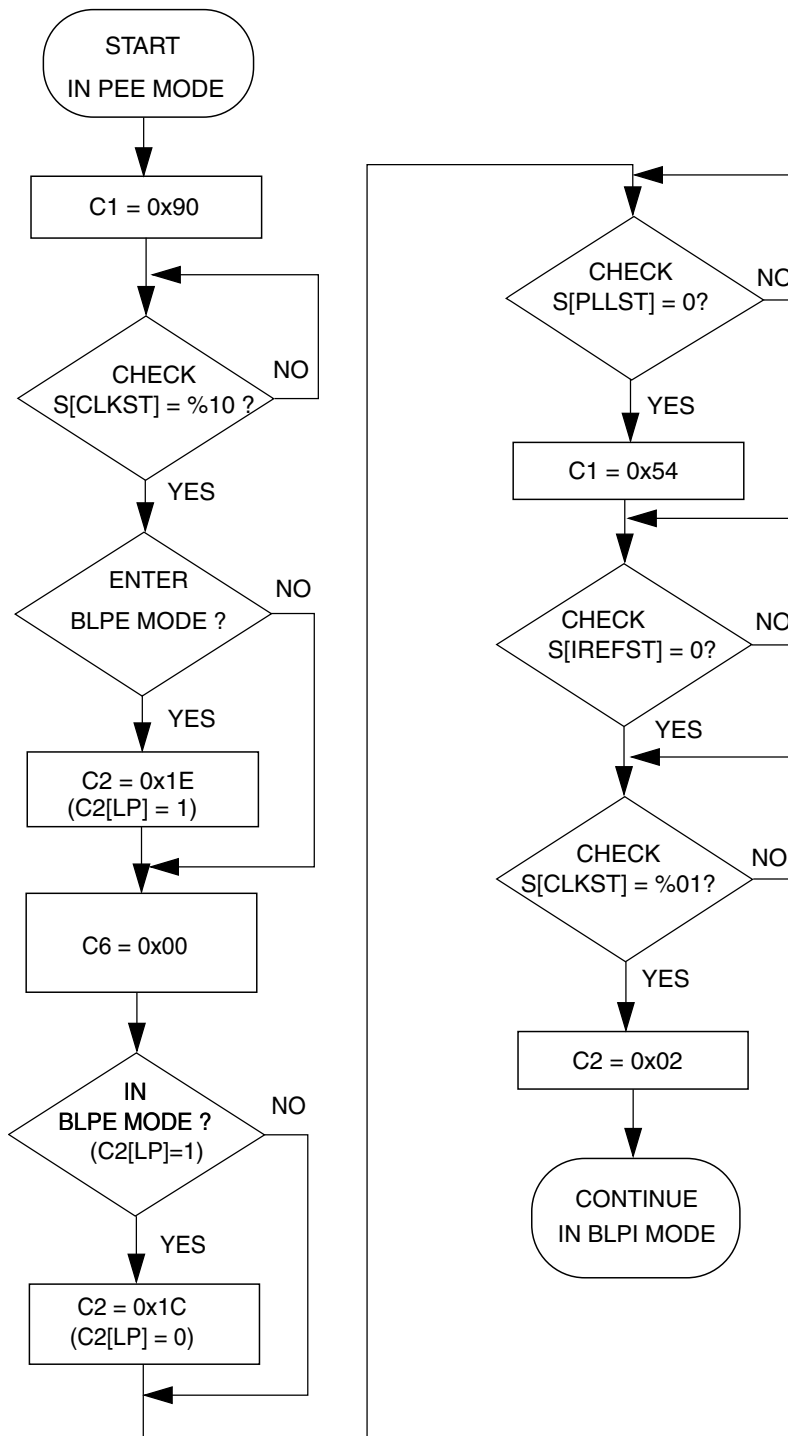 START
IN PEE MODE
C1 = 0x90
CHECK
S[CLKST] = %10 ?
NO
YES
ENTER
BLPE MODE ?
NO
YES
C2 = 0x1E
(C2[LP] = 1)
C6 = 0x00
IN
BLPE MODE ?
(C2[LP]=1)
NO
YES
C2 = 0x1C
(C2[LP] = 0)
CHECK
S[PLLST] = 0?
NO
YES
C1 = 0x54
CHECK
S[IREFST] = 0?
NO
YES
CHECK
S[CLKST] = %01?
NO
YES
C2 = 0x02
CONTINUE
IN BLPI MODE